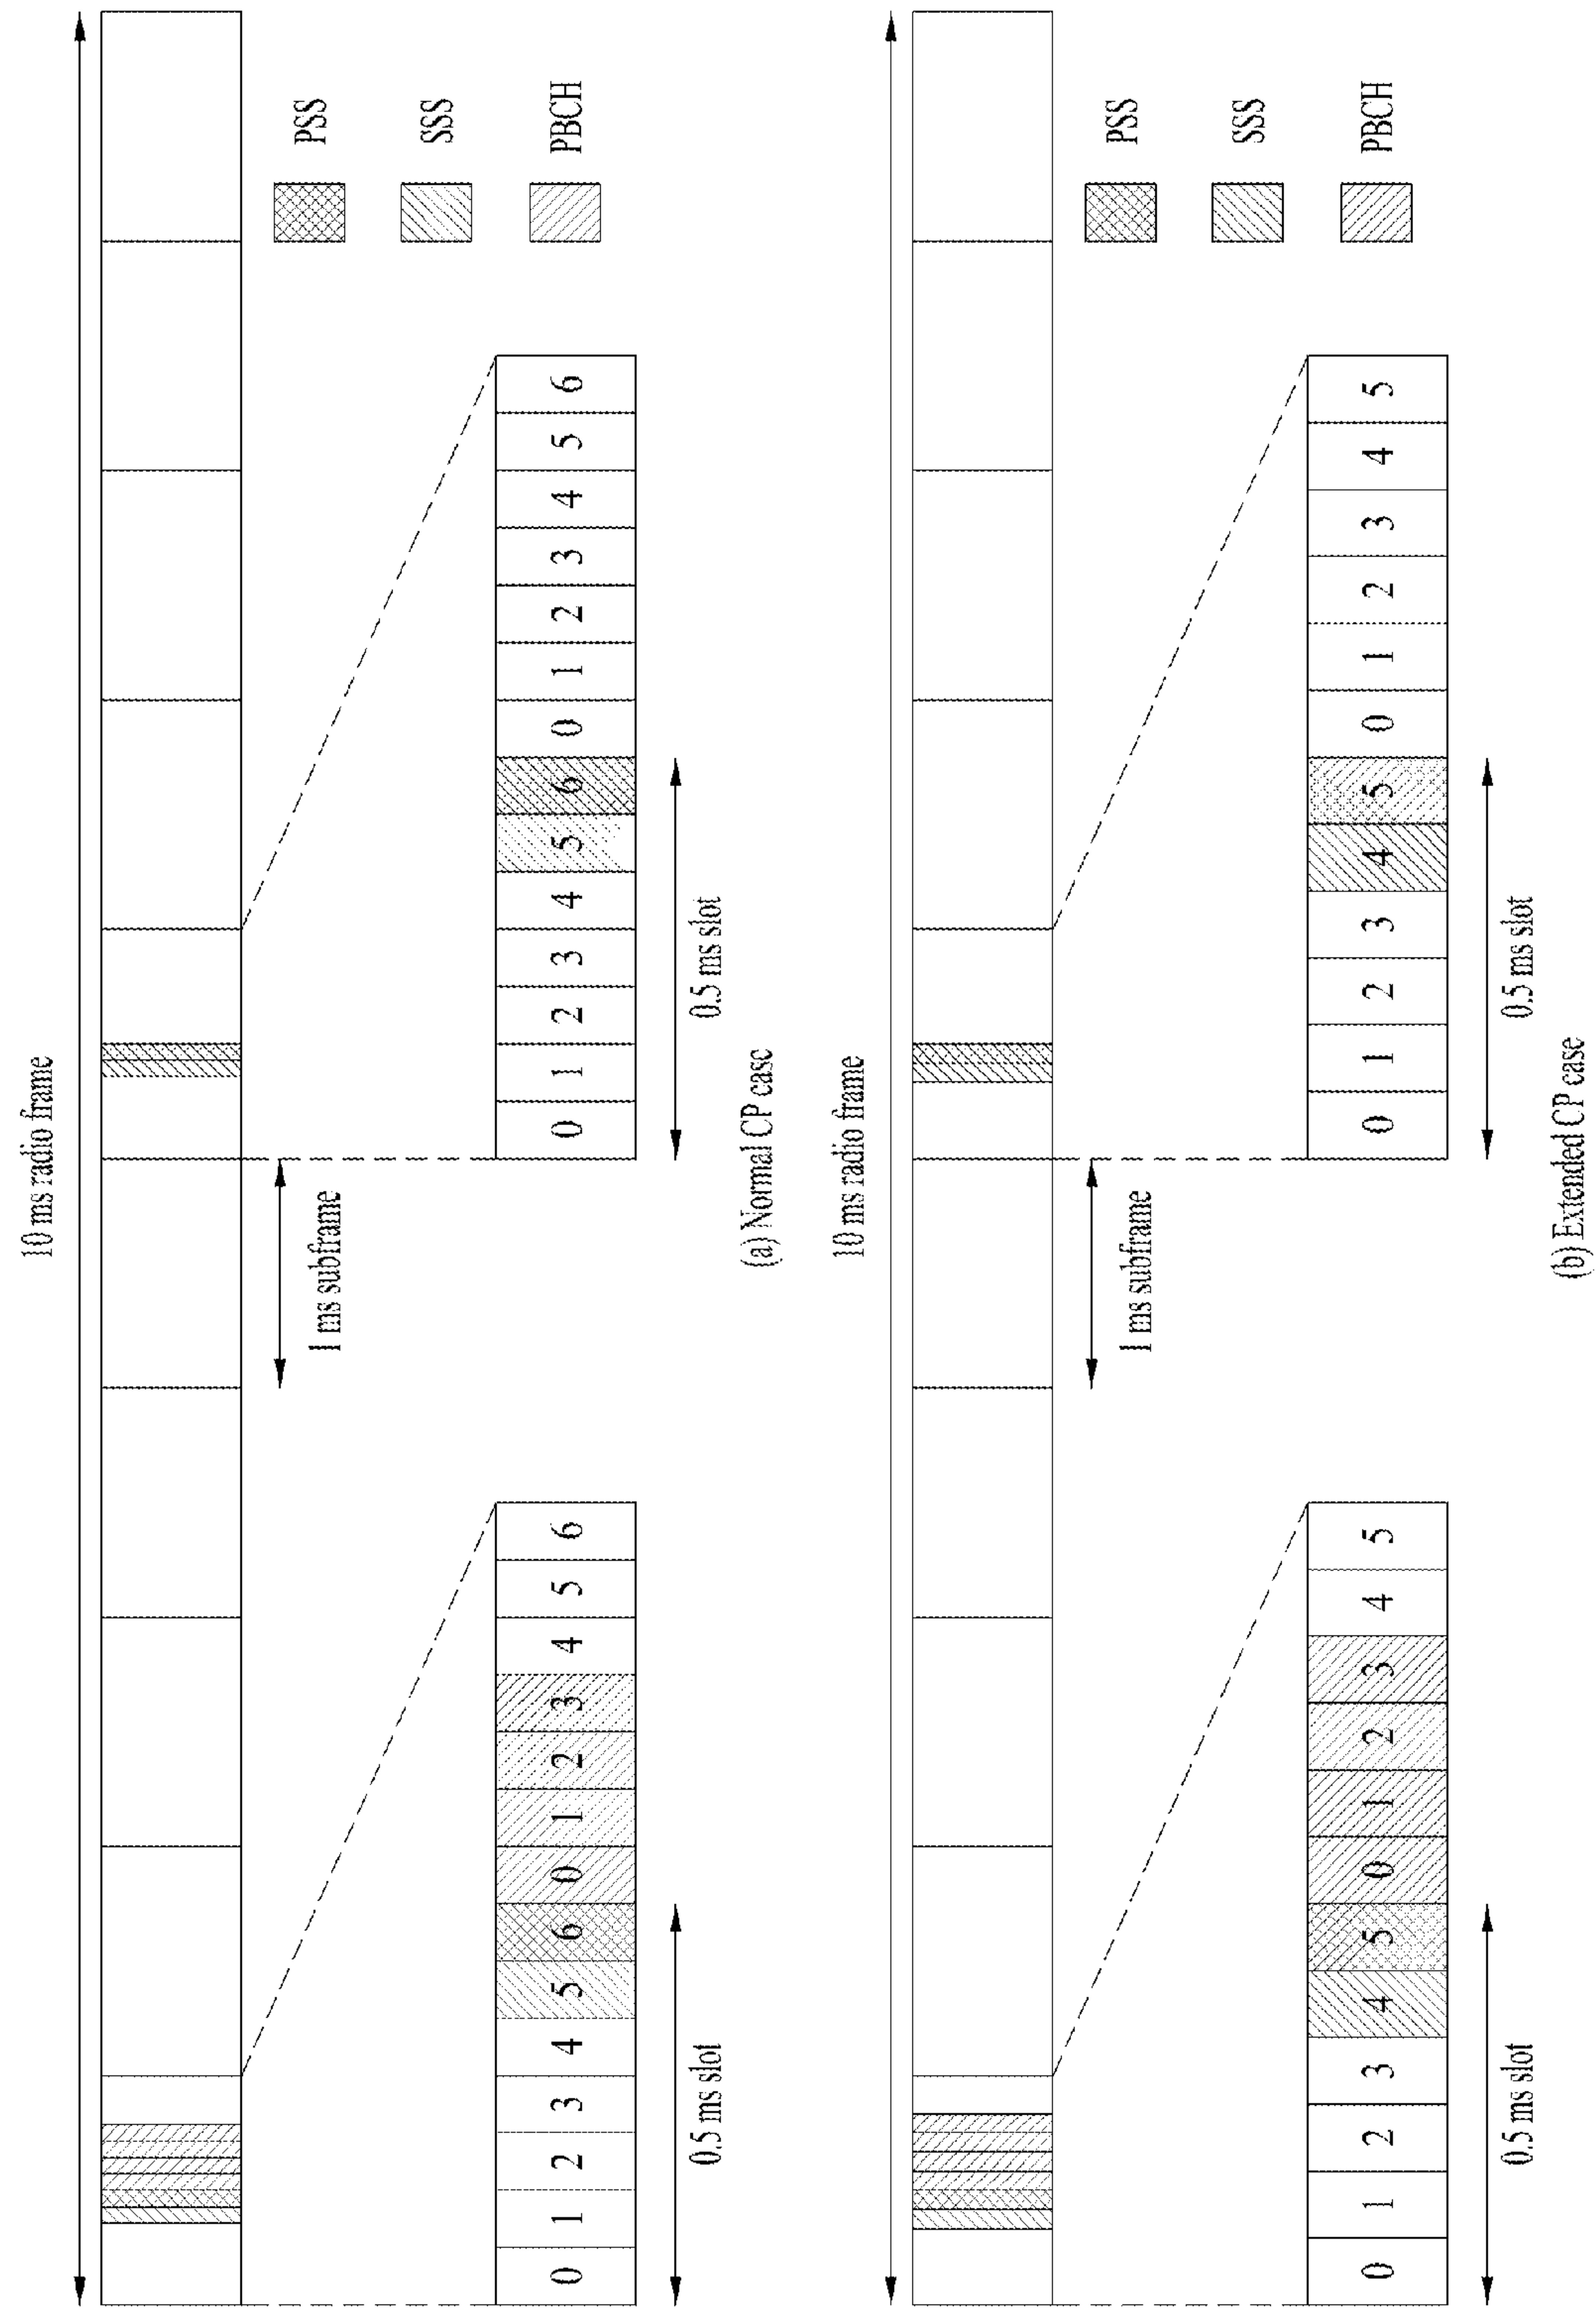 10 ms radio frame
PSS
1 ms subframe
SSS
PBCH
0 1 2 3 4 5 6 0 1 2 3 4 5 6
0 1 2 3 4 5 6 0 1 2 3 4 5 6
0.5 ms slot
0.5 ms slot
(a) Normal CP case
10 ms radio frame
PSS
1 ms subframe
SSS
PBCH
0 1 2 3 4 5 0 1 2 3 4 5
0 1 2 3 4 5 0 1 2 3 4 5
0.5 ms slot
0.5 ms slot
(b) Extended CP case